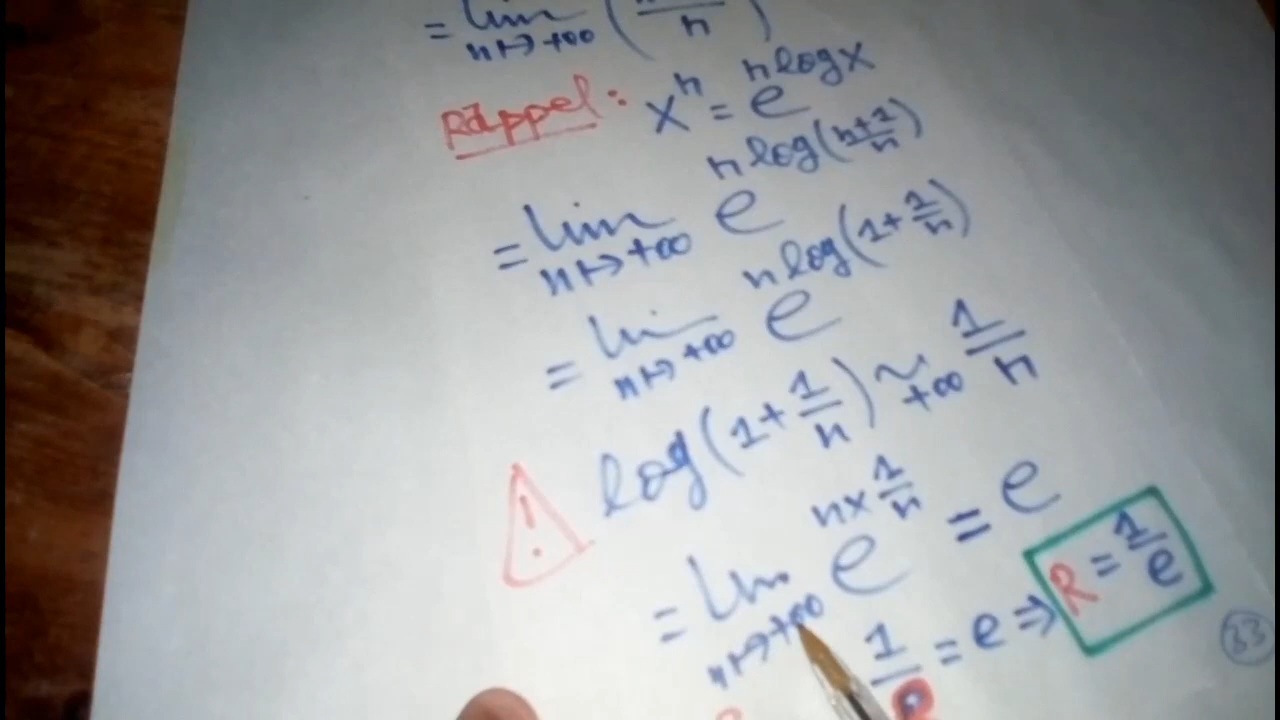 = lim n↦+∞ ( /n)
Rappel: x^n = e^(n log x)
= lim n↦+∞ e^(n log((n+1)/n))
= lim n↦+∞ e^(n log(1+1/n))
! log(1+1/n) ~ +∞ 1/n
= lim n↦+∞ e^(n×1/n) = e
1/R = e ⇒ R = 1/e
33